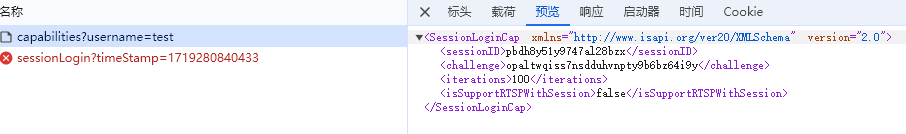 名称
标头 载荷 预览 响应 启动器 时间 Cookie
capabilities?username=test
sessionLogin?timeStamp=1719280840433
<SessionLoginCap xmlns="http://www.isapi.org/ver20/XMLSchema" version="2.0">
<sessionID>pbdh8y51y9747al28bzx</sessionID>
<challenge>opaltwqiss7nsdduhvnpty9b6bz64i9y</challenge>
<iterations>100</iterations>
<isSupportRTSPWithSession>false</isSupportRTSPWithSession>
</SessionLoginCap>